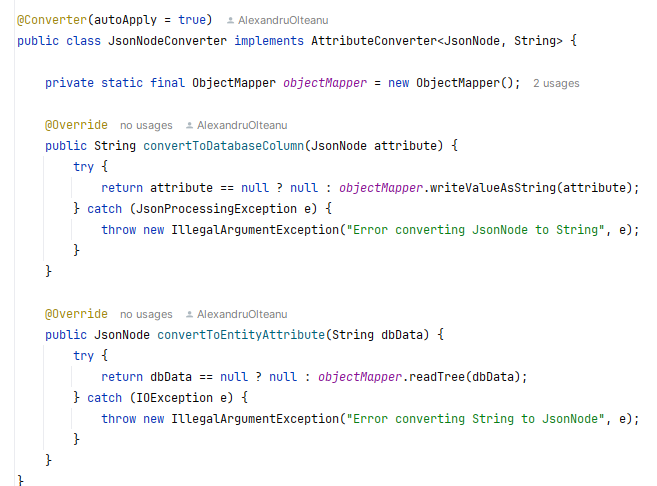 @Converter(autoApply = true)  AlexandruOlteanu
public class JsonNodeConverter implements AttributeConverter<JsonNode, String> {
    private static final ObjectMapper objectMapper = new ObjectMapper();  2 usages
    @Override  no usages  AlexandruOlteanu
    public String convertToDatabaseColumn(JsonNode attribute) {
        try {
            return attribute == null ? null : objectMapper.writeValueAsString(attribute);
        } catch (JsonProcessingException e) {
            throw new IllegalArgumentException("Error converting JsonNode to String", e);
        }
    }
    @Override  no usages  AlexandruOlteanu
    public JsonNode convertToEntityAttribute(String dbData) {
        try {
            return dbData == null ? null : objectMapper.readTree(dbData);
        } catch (IOException e) {
            throw new IllegalArgumentException("Error converting String to JsonNode", e);
        }
    }
}